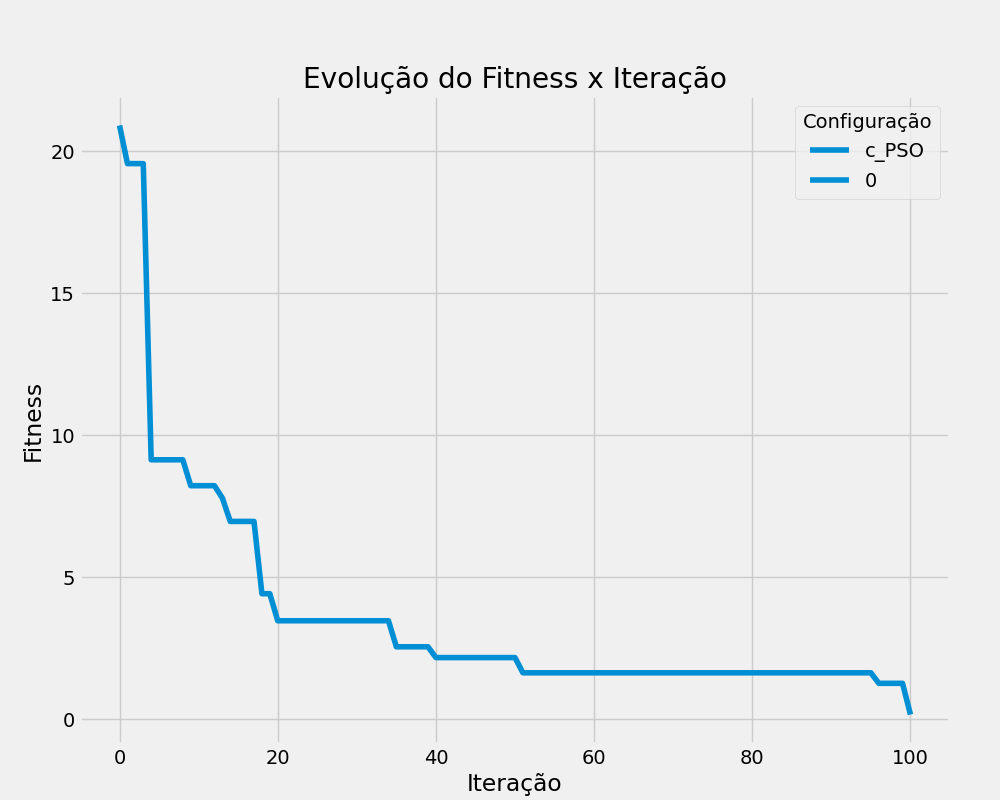 Evolução do Fitness x Iteração
Configuração
c_PSO
0
Fitness
20
15
10
5
0
0 20 40 60 80 100
Iteração